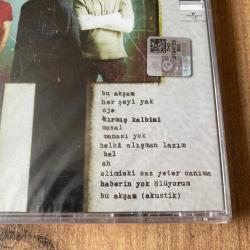 bu akşam
her şeyi yak
oje
kırmış kalbimi
masal
manası yok
belki alışman lazım
bal
ah
elimdeki saz yeter canıma
haberin yok ölüyorum
bu akşam (akustik)